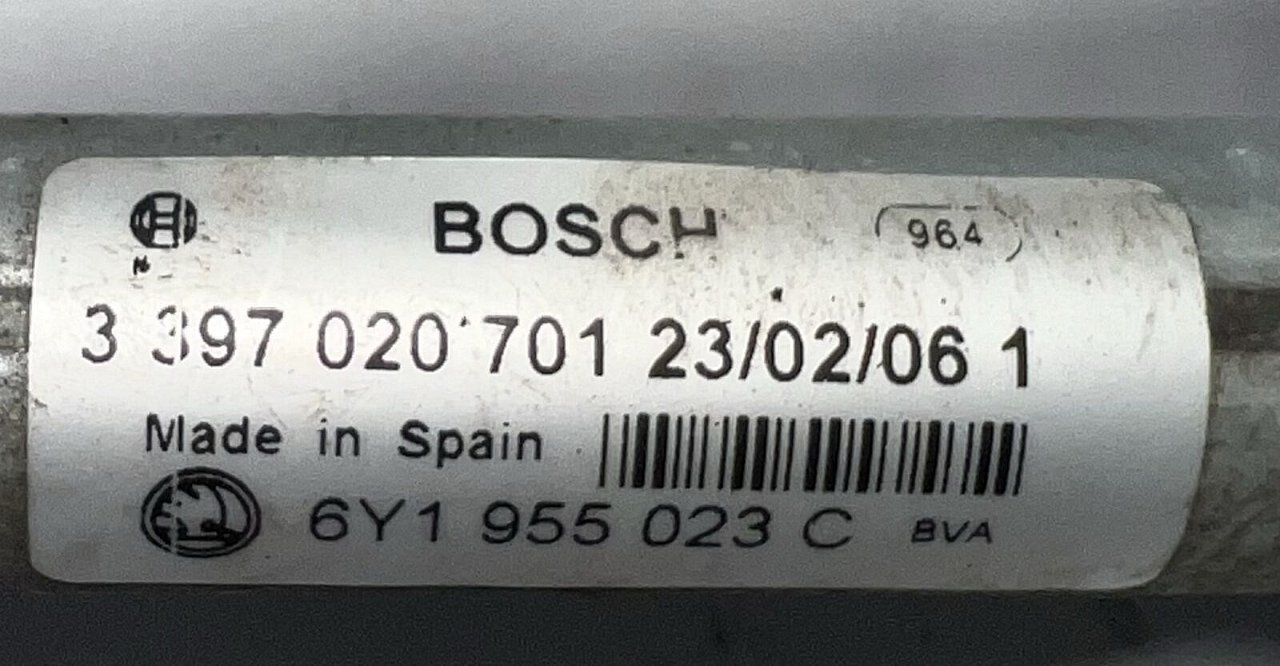 BOSCH 964
3 397 020 701 23/02/06 1
Made in Spain
6Y1 955 023 C BVA